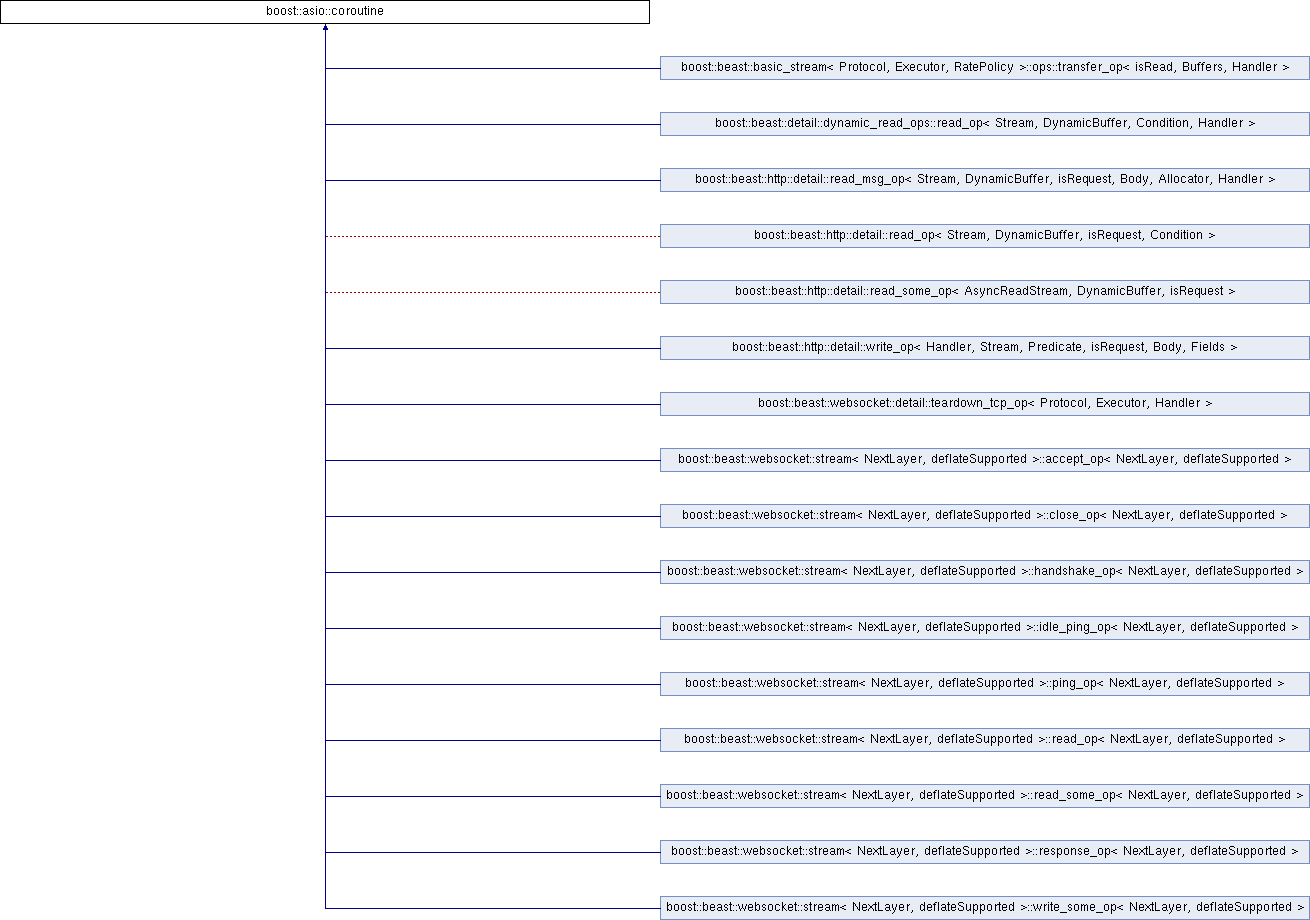 boost::asio::coroutine
boost::beast::basic_stream< Protocol, Executor, RatePolicy >::ops::transfer_op< isRead, Buffers, Handler >
boost::beast::detail::dynamic_read_ops::read_op< Stream, DynamicBuffer, Condition, Handler >
boost::beast::http::detail::read_msg_op< Stream, DynamicBuffer, isRequest, Body, Allocator, Handler >
boost::beast::http::detail::read_op< Stream, DynamicBuffer, isRequest, Condition >
boost::beast::http::detail::read_some_op< AsyncReadStream, DynamicBuffer, isRequest >
boost::beast::http::detail::write_op< Handler, Stream, Predicate, isRequest, Body, Fields >
boost::beast::websocket::detail::teardown_tcp_op< Protocol, Executor, Handler >
boost::beast::websocket::stream< NextLayer, deflateSupported >::accept_op< NextLayer, deflateSupported >
boost::beast::websocket::stream< NextLayer, deflateSupported >::close_op< NextLayer, deflateSupported >
boost::beast::websocket::stream< NextLayer, deflateSupported >::handshake_op< NextLayer, deflateSupported >
boost::beast::websocket::stream< NextLayer, deflateSupported >::idle_ping_op< NextLayer, deflateSupported >
boost::beast::websocket::stream< NextLayer, deflateSupported >::ping_op< NextLayer, deflateSupported >
boost::beast::websocket::stream< NextLayer, deflateSupported >::read_op< NextLayer, deflateSupported >
boost::beast::websocket::stream< NextLayer, deflateSupported >::read_some_op< NextLayer, deflateSupported >
boost::beast::websocket::stream< NextLayer, deflateSupported >::response_op< NextLayer, deflateSupported >
boost::beast::websocket::stream< NextLayer, deflateSupported >::write_some_op< NextLayer, deflateSupported >